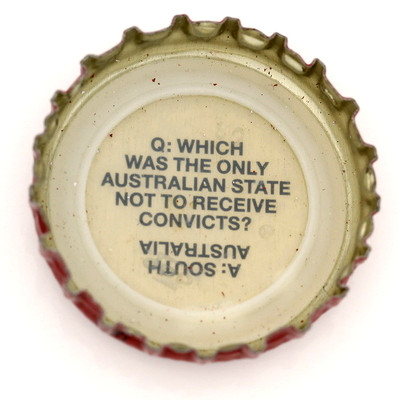 Q: WHICH
WAS THE ONLY
AUSTRALIAN STATE
NOT TO RECEIVE
CONVICTS?
A: SOUTH
AUSTRALIA